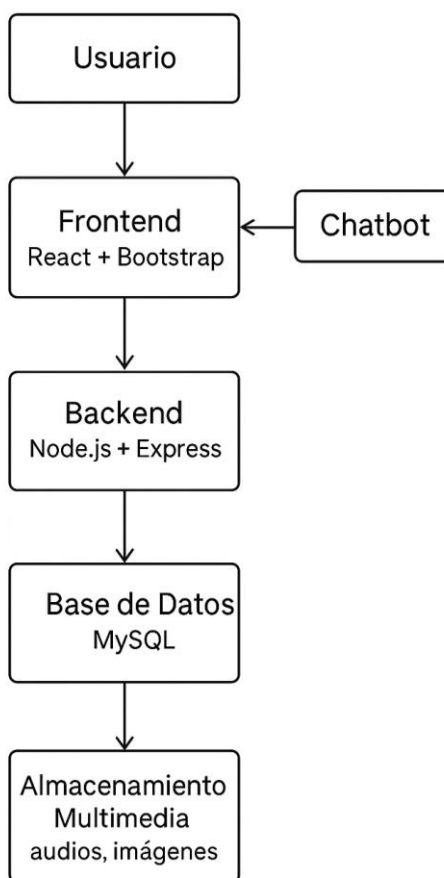 Usuario
Frontend
React + Bootstrap
Chatbot
Backend
Node.js + Express
Base de Datos
MySQL
Almacenamiento
Multimedia
audios, imágenes